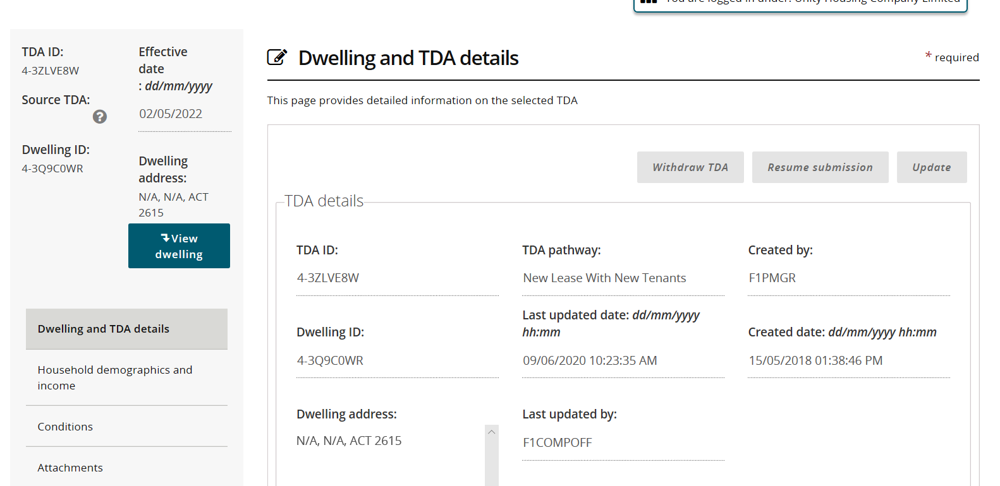 You are logged in under: Unity Housing Company Limited
TDA ID:
4-3ZLVE8W
Source TDA:
?
Dwelling ID:
4-3Q9C0WR
Effective
date
: dd/mm/yyyy
02/05/2022
Dwelling
address:
N/A, N/A, ACT
2615
View
dwelling
Dwelling and TDA details
Household demographics and
income
Conditions
Attachments
Dwelling and TDA details
* required
This page provides detailed information on the selected TDA
Withdraw TDA
Resume submission
Update
TDA details
TDA ID:
4-3ZLVE8W
TDA pathway:
New Lease With New Tenants
Created by:
F1PMGR
Dwelling ID:
4-3Q9C0WR
Last updated date: dd/mm/yyyy
hh:mm
09/06/2020 10:23:35 AM
Created date: dd/mm/yyyy hh:mm
15/05/2018 01:38:46 PM
Dwelling address:
N/A, N/A, ACT 2615
Last updated by:
F1COMPOFF